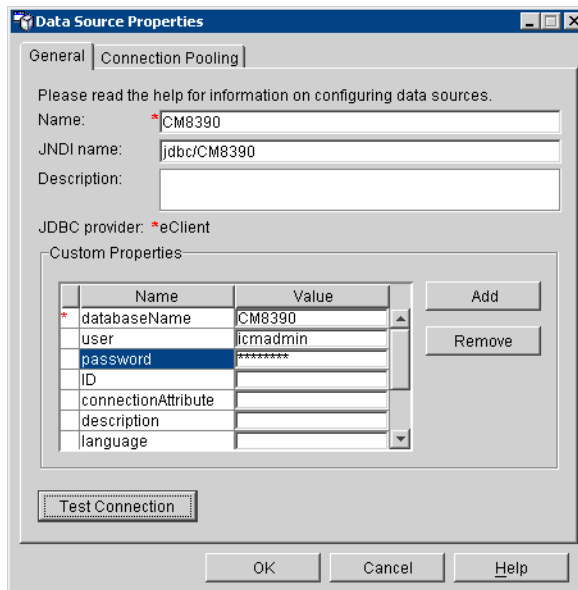 Data Source Properties
General Connection Pooling
Please read the help for information on configuring data sources.
Name: *CM8390
JNDI name: jdbc/CM8390
Description:
JDBC provider: *eClient
Custom Properties
Name Value Add
* databaseName CM8390
user icmadmin Remove
password ********
ID
connectionAttribute
description
language
Test Connection
OK Cancel Help